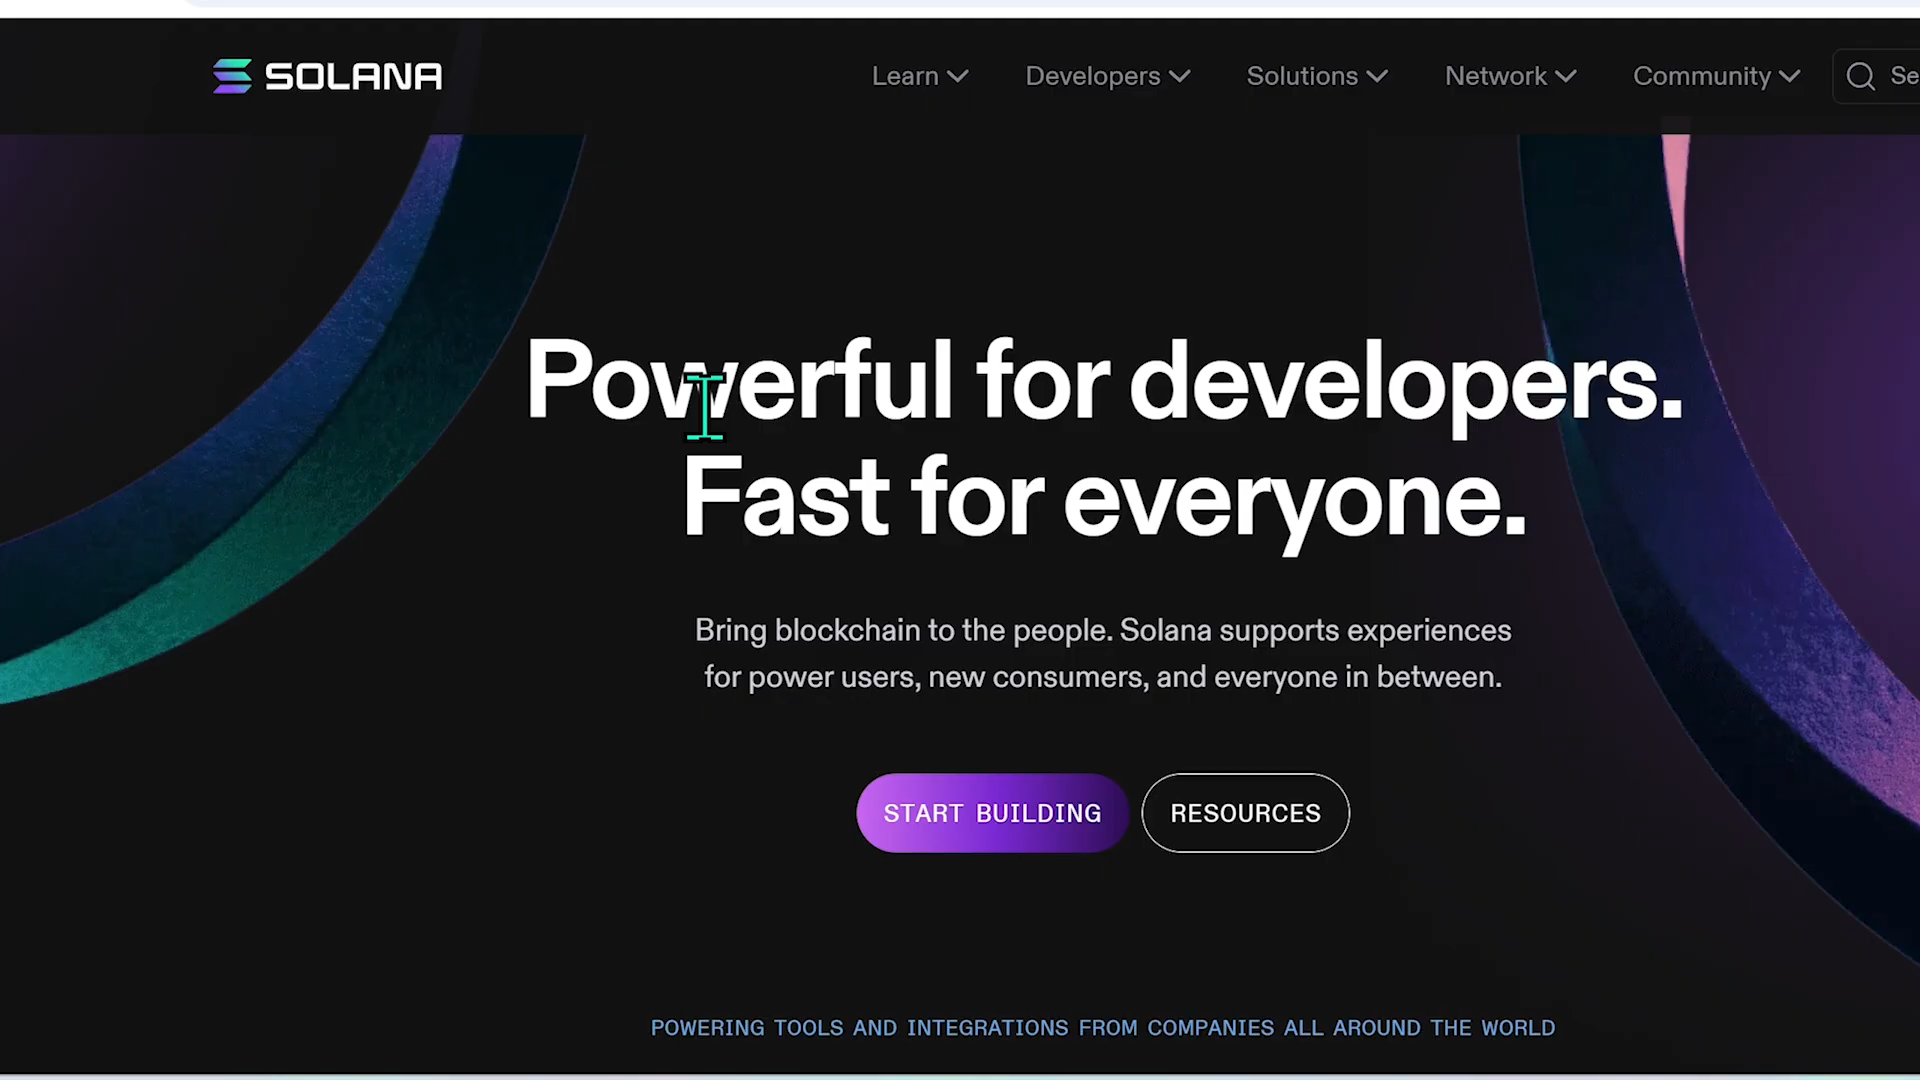 SOLANA
Learn
Developers
Solutions
Network
Community
Powerful for developers.
Fast for everyone.
Bring blockchain to the people. Solana supports experiences
for power users, new consumers, and everyone in between.
START BUILDING
RESOURCES
POWERING TOOLS AND INTEGRATIONS FROM COMPANIES ALL AROUND THE WORLD